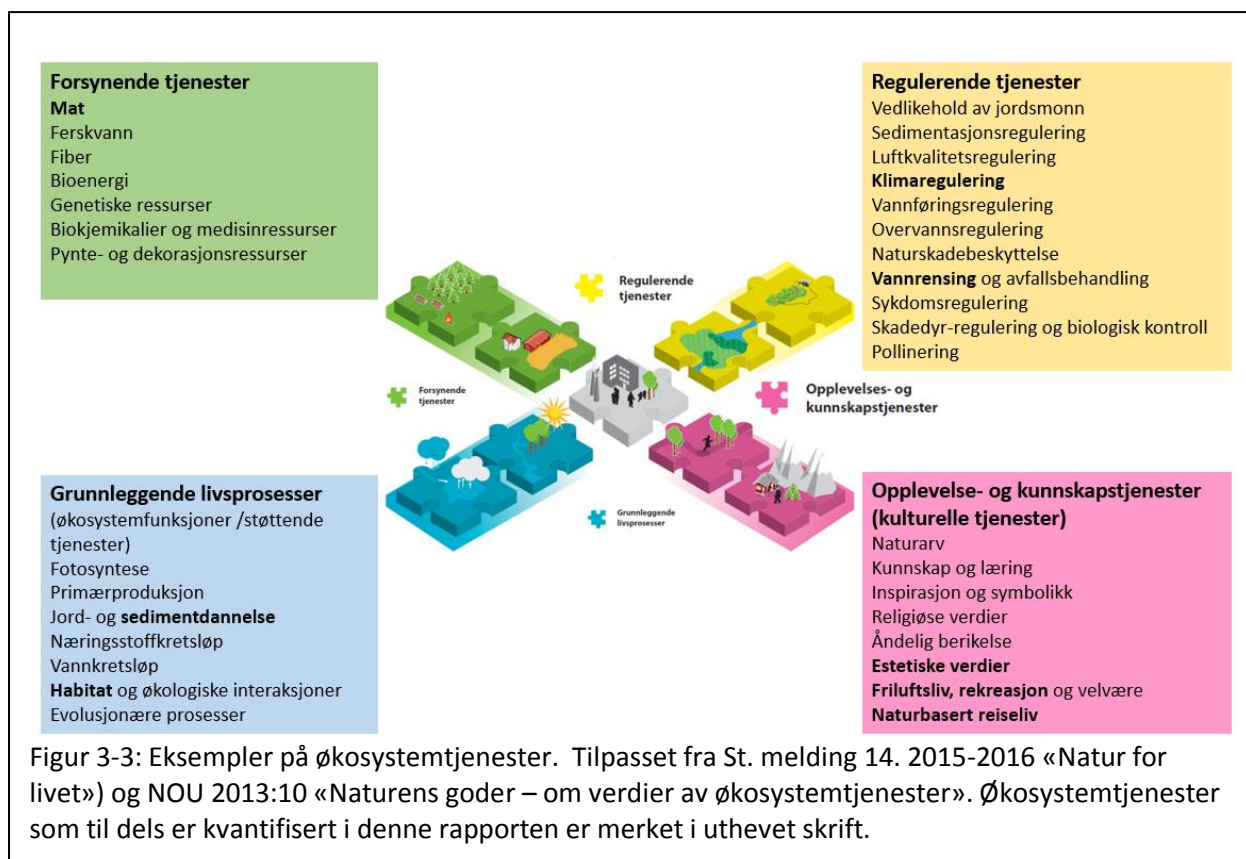 Forsynende tjenester
Mat
Ferskvann
Fiber
Bioenergi
Genetiske ressurser
Biokjemikalier og medisinressurser
Pynte- og dekorasjonsressurser
Regulerende tjenester
Vedlikehold av jordsmonn
Sedimentasjonsregulering
Luftkvalitetsregulering
Klimaregulering
Vannføringsregulering
Overvannsregulering
Naturskadebeskyttelse
Vannrensing og avfallsbehandling
Sykdomsregulering
Skadedyr-regulering og biologisk kontroll
Pollinering
Regulerende
tjenester
Forsynende
tjenester
Opplevelses- og
kunnskapstjenester
Grunnleggende
livsprosesser
Grunnleggende livsprosesser
(økosystemfunksjoner /støttende
tjenester)
Fotosyntese
Primærproduksjon
Jord- og sedimentdannelse
Næringsstoffkretsløp
Vannkretsløp
Habitat og økologiske interaksjoner
Evolusjonære prosesser
Opplevelse- og kunnskapstjenester
(kulturelle tjenester)
Naturarv
Kunnskap og læring
Inspirasjon og symbolikk
Religiøse verdier
Åndelig berikelse
Estetiske verdier
Friluftsliv, rekreasjon og velvære
Naturbasert reiseliv
Figur 3-3: Eksempler på økosystemtjenester. Tilpasset fra St. melding 14. 2015-2016 «Natur for
livet») og NOU 2013:10 «Naturens goder – om verdier av økosystemtjenester». Økosystemtjenester
som til dels er kvantifisert i denne rapporten er merket i uthevet skrift.